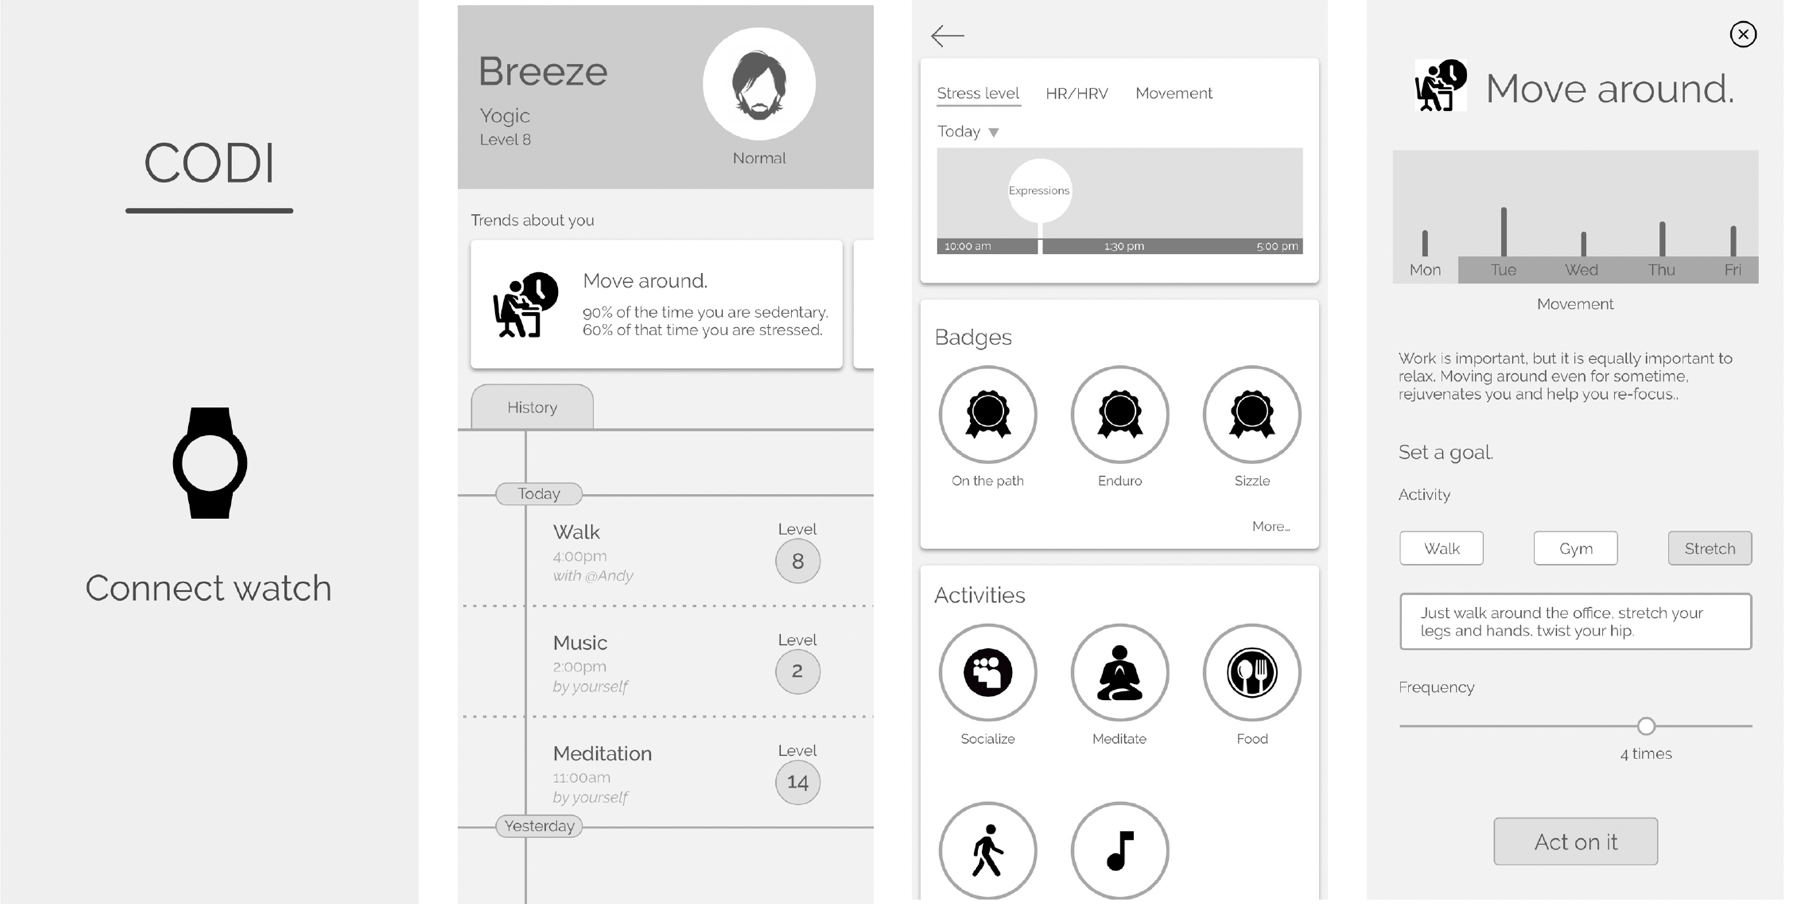 CODI
Connect watch
Breeze
Yogic
Level 8
Normal
Trends about you
Move around.
90% of the time you are sedentary.
60% of that time you are stressed.
History
Today
Walk
4:00pm
with @Andy
Level
8
Music
2:00pm
by yourself
Level
2
Meditation
11:00am
by yourself
Level
14
Yesterday
Stress level HR/HRV Movement
Today
Expressions
10:00 am 1:30 pm 5:00 pm
Badges
On the path Enduro Sizzle
More...
Activities
Socialize Meditate Food
Move around.
Mon Tue Wed Thu Fri
Movement
Work is important, but it is equally important to
relax. Moving around even for sometime,
rejuvenates you and help you re-focus..
Set a goal.
Activity
Walk Gym Stretch
Just walk around the office, stretch your
legs and hands. twist your hip.
Frequency
4 times
Act on it